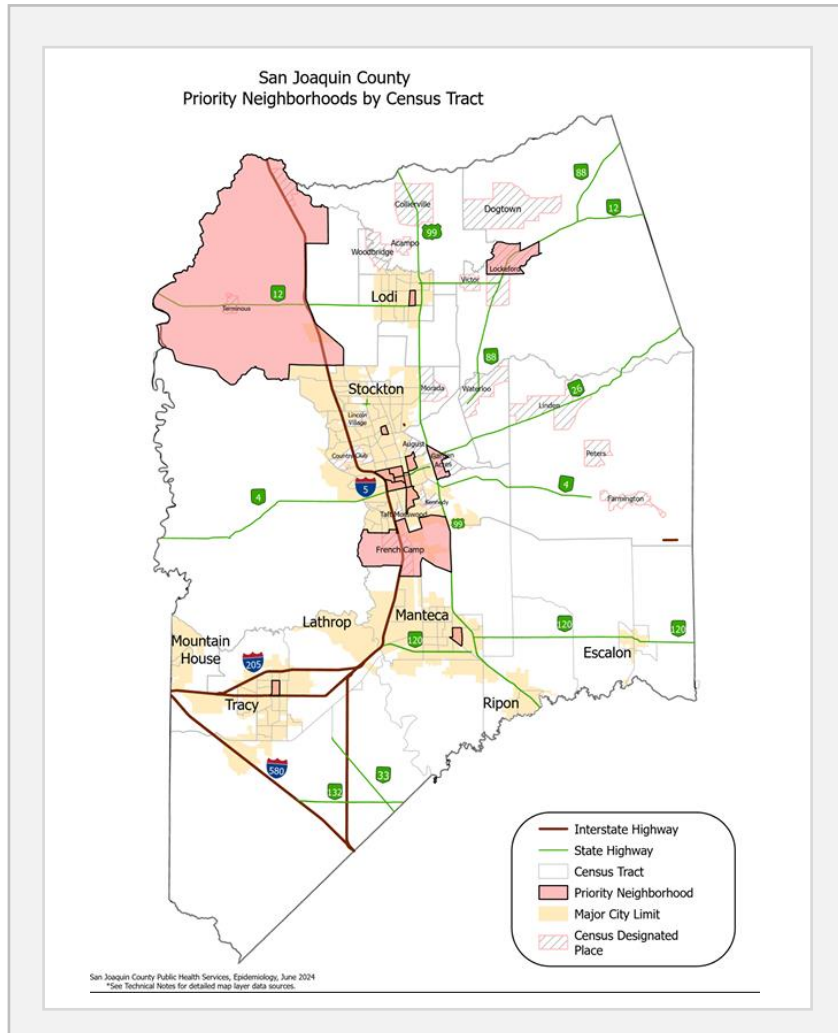 San Joaquin County
Priority Neighborhoods by Census Tract
88
Collierville
Dogtown
12
99
Acampo
Woodbridge
Lockeford
Victor
12
Terminous
Lodi
88
26
Stockton
Morada
Waterloo
Linden
Lincoln
Village
August
Country Club
Garden
Acres
Peters
5
4
4
Kennedy
Farmington
Taft Mosswood
99
French Camp
Manteca
Lathrop
120
120
120
Mountain
House
Escalon
205
Ripon
Tracy
580
33
132
Interstate Highway
State Highway
Census Tract
Priority Neighborhood
Major City Limit
Census Designated
Place
San Joaquin County Public Health Services, Epidemiology, June 2024
*See Technical Notes for detailed map layer data sources.